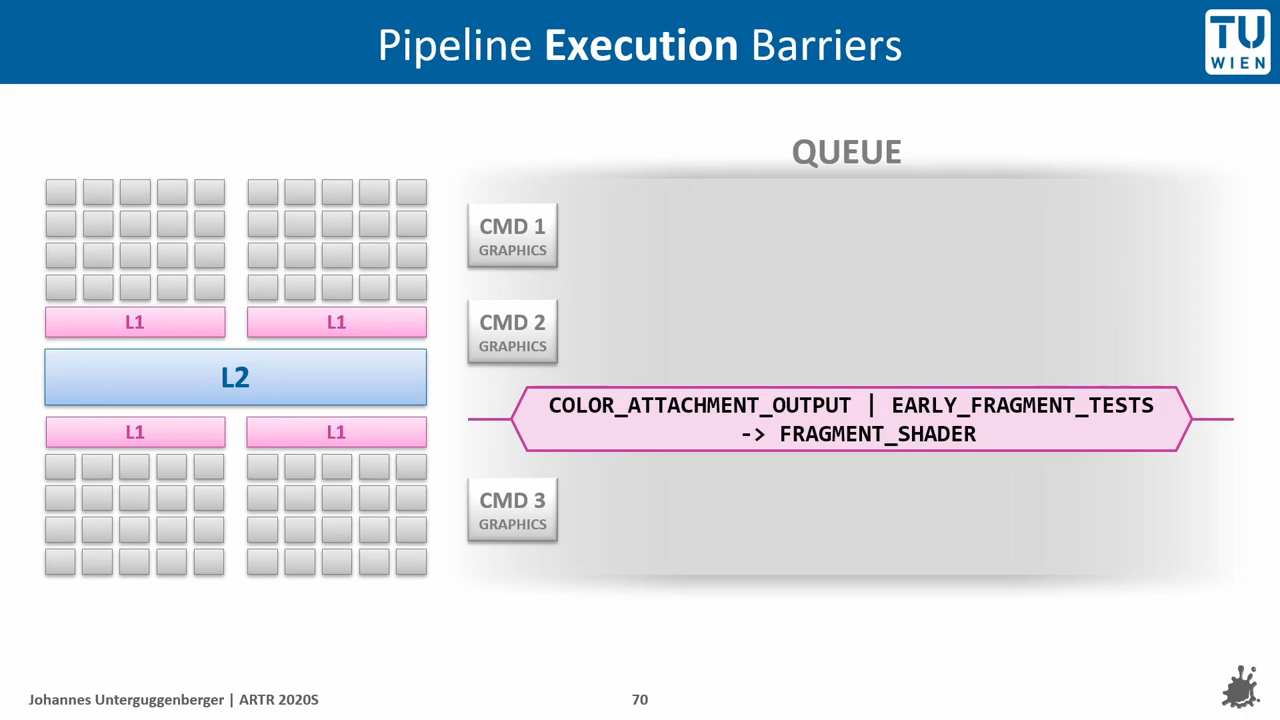 Pipeline Execution Barriers
TU
WIEN
QUEUE
CMD 1
GRAPHICS
L1
L1
CMD 2
GRAPHICS
L2
COLOR_ATTACHMENT_OUTPUT | EARLY_FRAGMENT_TESTS
-> FRAGMENT_SHADER
L1
L1
CMD 3
GRAPHICS
Johannes Unterguggenberger | ARTR 2020S
70